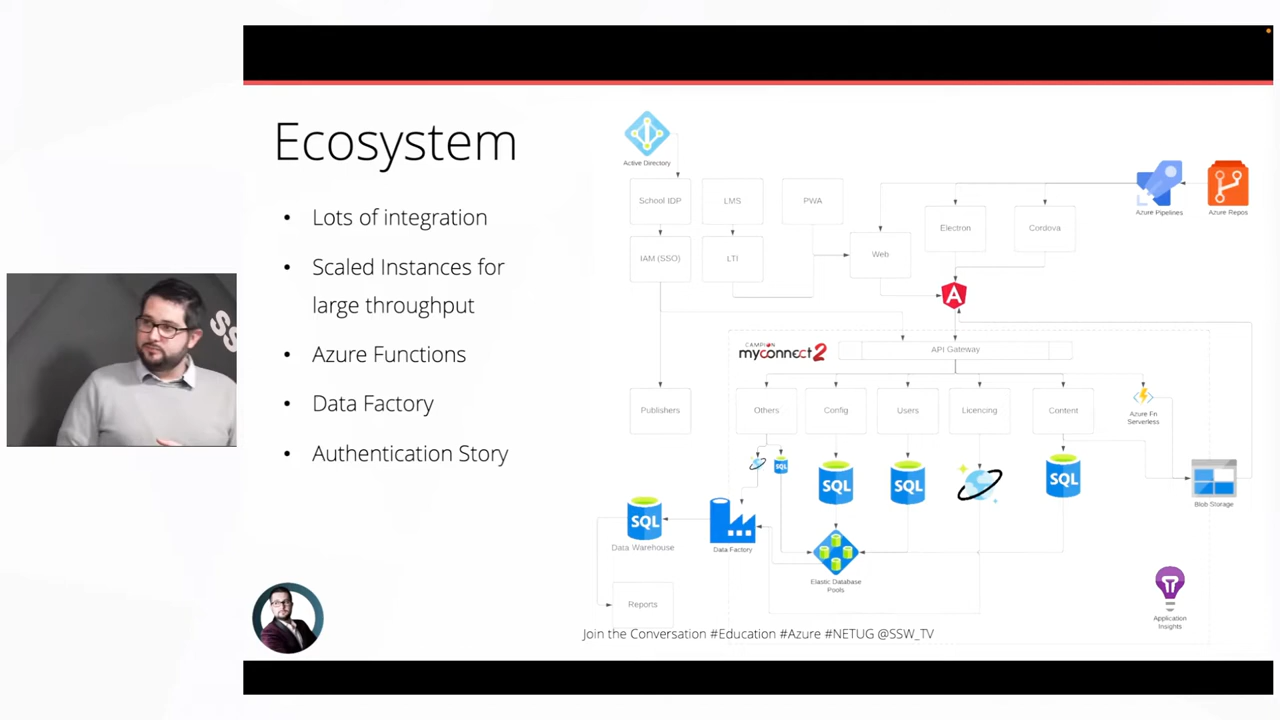 Ecosystem
• Lots of integration
• Scaled Instances for
large throughput
• Azure Functions
• Data Factory
• Authentication Story
Active Directory
School IDP
LMS
PWA
IAM (SSO)
LTI
Web
Electron
Cordova
Azure Pipelines
Azure Repos
A
CAMPION
myconnect2
API Gateway
Publishers
Others
Config
Users
Licencing
Content
Azure Fn
Serverless
SQL
SQL
SQL
SQL
Blob Storage
SQL
Data Warehouse
Data Factory
Elastic Database
Pools
Reports
Application
Insights
Join the Conversation #Education #Azure #NETUG @SSW_TV